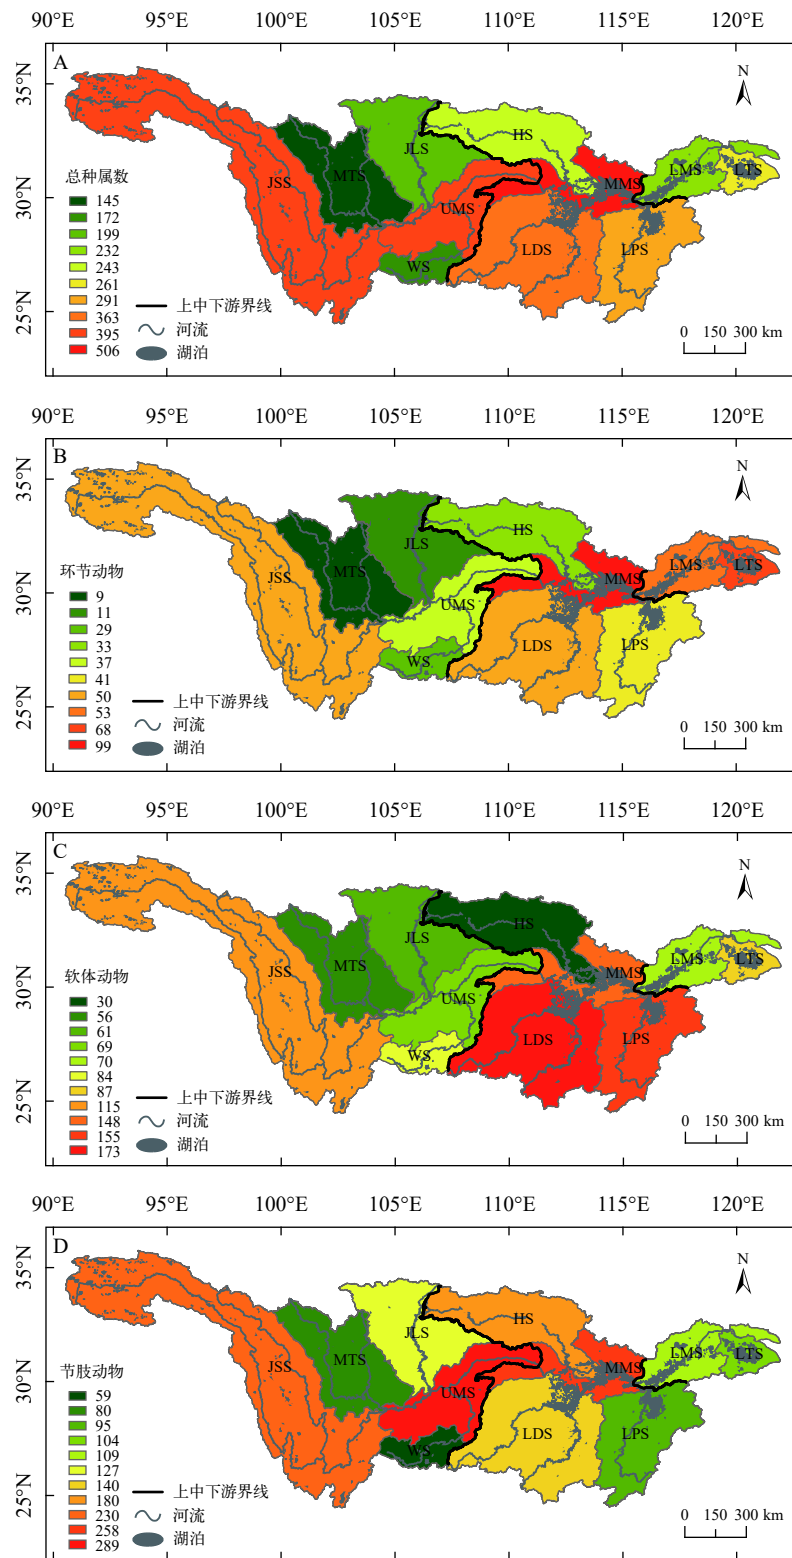 90°E 95°E 100°E 105°E 110°E 115°E 120°E
A
N
35°N
30°N
25°N
HS
JLS
MTS
JSS
LMS
LTS
MMS
UMS
WS
LDS
LPS
总种属数
145
172
199
232
243
261
291
363
395
506
上中下游界线
河流
湖泊
0 150 300 km
90°E 95°E 100°E 105°E 110°E 115°E 120°E
B
N
35°N
30°N
25°N
HS
JLS
MTS
JSS
LMS
LTS
MMS
UMS
WS
LDS
LPS
环节动物
9
11
29
33
37
41
50
53
68
99
上中下游界线
河流
湖泊
0 150 300 km
90°E 95°E 100°E 105°E 110°E 115°E 120°E
C
N
35°N
30°N
25°N
HS
JLS
MTS
JSS
LMS
LTS
MMS
UMS
WS
LDS
LPS
软体动物
30
56
61
69
70
84
87
115
148
155
173
上中下游界线
河流
湖泊
0 150 300 km
90°E 95°E 100°E 105°E 110°E 115°E 120°E
D
N
35°N
30°N
25°N
HS
JLS
MTS
JSS
LMS
LTS
MMS
UMS
WS
LDS
LPS
节肢动物
59
80
95
104
109
127
140
180
230
258
289
上中下游界线
河流
湖泊
0 150 300 km